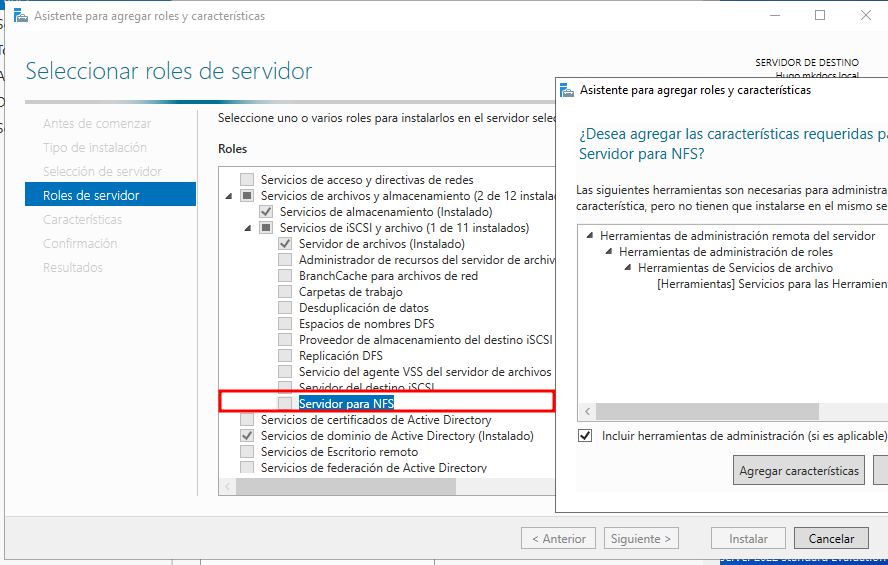 Asistente para agregar roles y características
Seleccionar roles de servidor
SERVIDOR DE DESTINO
Hugo.mkdocs.local
Antes de comenzar
Tipo de instalación
Selección de servidor
Roles de servidor
Características
Confirmación
Resultados
Seleccione uno o varios roles para instalarlos en el servidor selec
Roles
Servicios de acceso y directivas de redes
Servicios de archivos y almacenamiento (2 de 12 instalad
Servicios de almacenamiento (Instalado)
Servicios de iSCSI y archivo (1 de 11 instalados)
Servidor de archivos (Instalado)
Administrador de recursos del servidor de archiv
BranchCache para archivos de red
Carpetas de trabajo
Desduplicación de datos
Espacios de nombres DFS
Proveedor de almacenamiento del destino iSCSI
Replicación DFS
Servicio del agente VSS del servidor de archivos
Servidor del destino iSCSI
Servidor para NFS
Servicios de certificados de Active Directory
Servicios de dominio de Active Directory (Instalado)
Servicios de Escritorio remoto
Servicios de federación de Active Directory
Asistente para agregar roles y características
¿Desea agregar las características requeridas pa
Servidor para NFS?
Las siguientes herramientas son necesarias para administra
característica, pero no tienen que instalarse en el mismo se
Herramientas de administración remota del servidor
Herramientas de administración de roles
Herramientas de Servicios de archivo
[Herramientas] Servicios para las Herramien
Incluir herramientas de administración (si es aplicable)
Agregar características
< Anterior
Siguiente >
Instalar
Cancelar